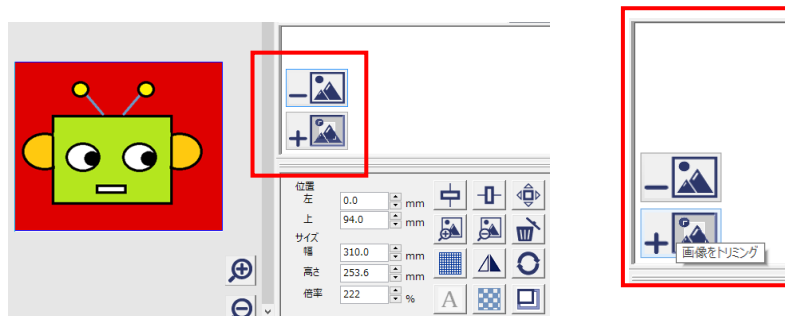 位置
左 0.0 mm
上 94.0 mm
サイズ
幅 310.0 mm
高さ 253.6 mm
倍率 222 %
A
画像をトリミング